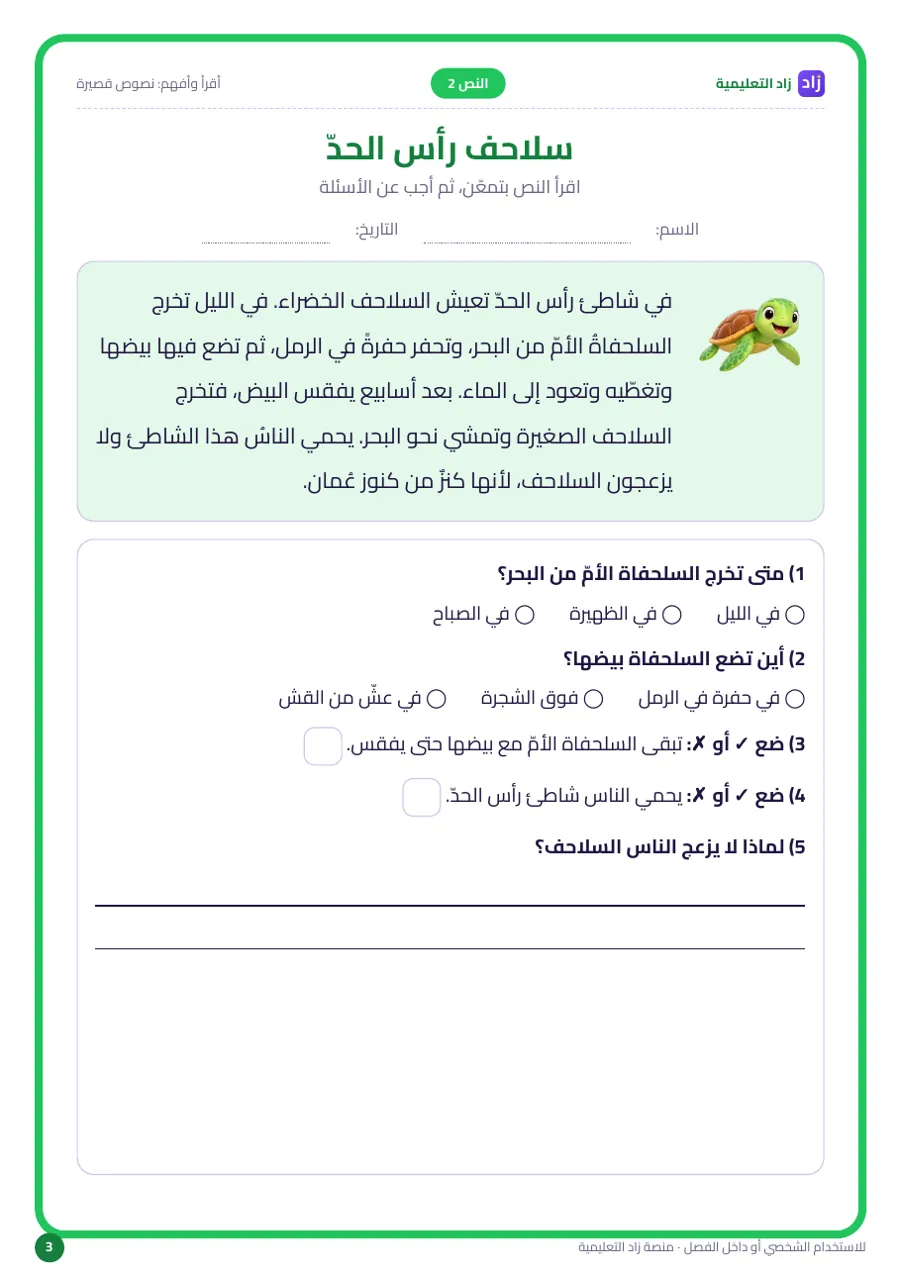 زاد زاد التعليمية
النص 2
أقرأ وأفهم: نصوص قصيرة
سلاحف رأس الحدّ
اقرأ النص بتمعّن، ثم أجب عن الأسئلة
الاسم: التاريخ:
في شاطئ رأس الحدّ تعيش السلاحف الخضراء. في الليل تخرج
السلحفاةُ الأمّ من البحر، وتحفر حفرةً في الرمل، ثم تضع فيها بيضها
وتغطّيه وتعود إلى الماء. بعد أسابيع يفقس البيض، فتخرج
السلاحف الصغيرة وتمشي نحو البحر. يحمي الناسُ هذا الشاطئ ولا
يزعجون السلاحف، لأنها كنزٌ من كنوز عُمان.
1) متى تخرج السلحفاة الأمّ من البحر؟
○ في الليل ○ في الظهيرة ○ في الصباح
2) أين تضع السلحفاة بيضها؟
○ في حفرة في الرمل ○ فوق الشجرة ○ في عشّ من القش
3) ضع ✓ أو ✗: تبقى السلحفاة الأمّ مع بيضها حتى يفقس.
4) ضع ✓ أو ✗: يحمي الناس شاطئ رأس الحدّ.
5) لماذا لا يزعج الناس السلاحف؟
للاستخدام الشخصي أو داخل الفصل · منصة زاد التعليمية
3